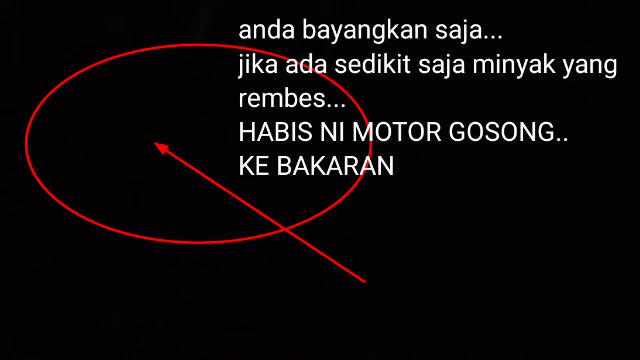 anda bayangkan saja...
jika ada sedikit saja minyak yang
rembes...
HABIS NI MOTOR GOSONG..
KE BAKARAN